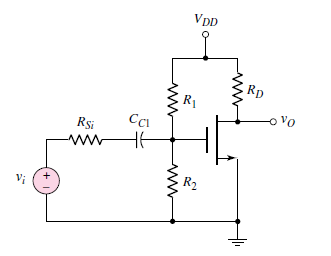 V_DD
R_D
R_1
R_Si
C_C1
v_O
v_i
+
−
R_2